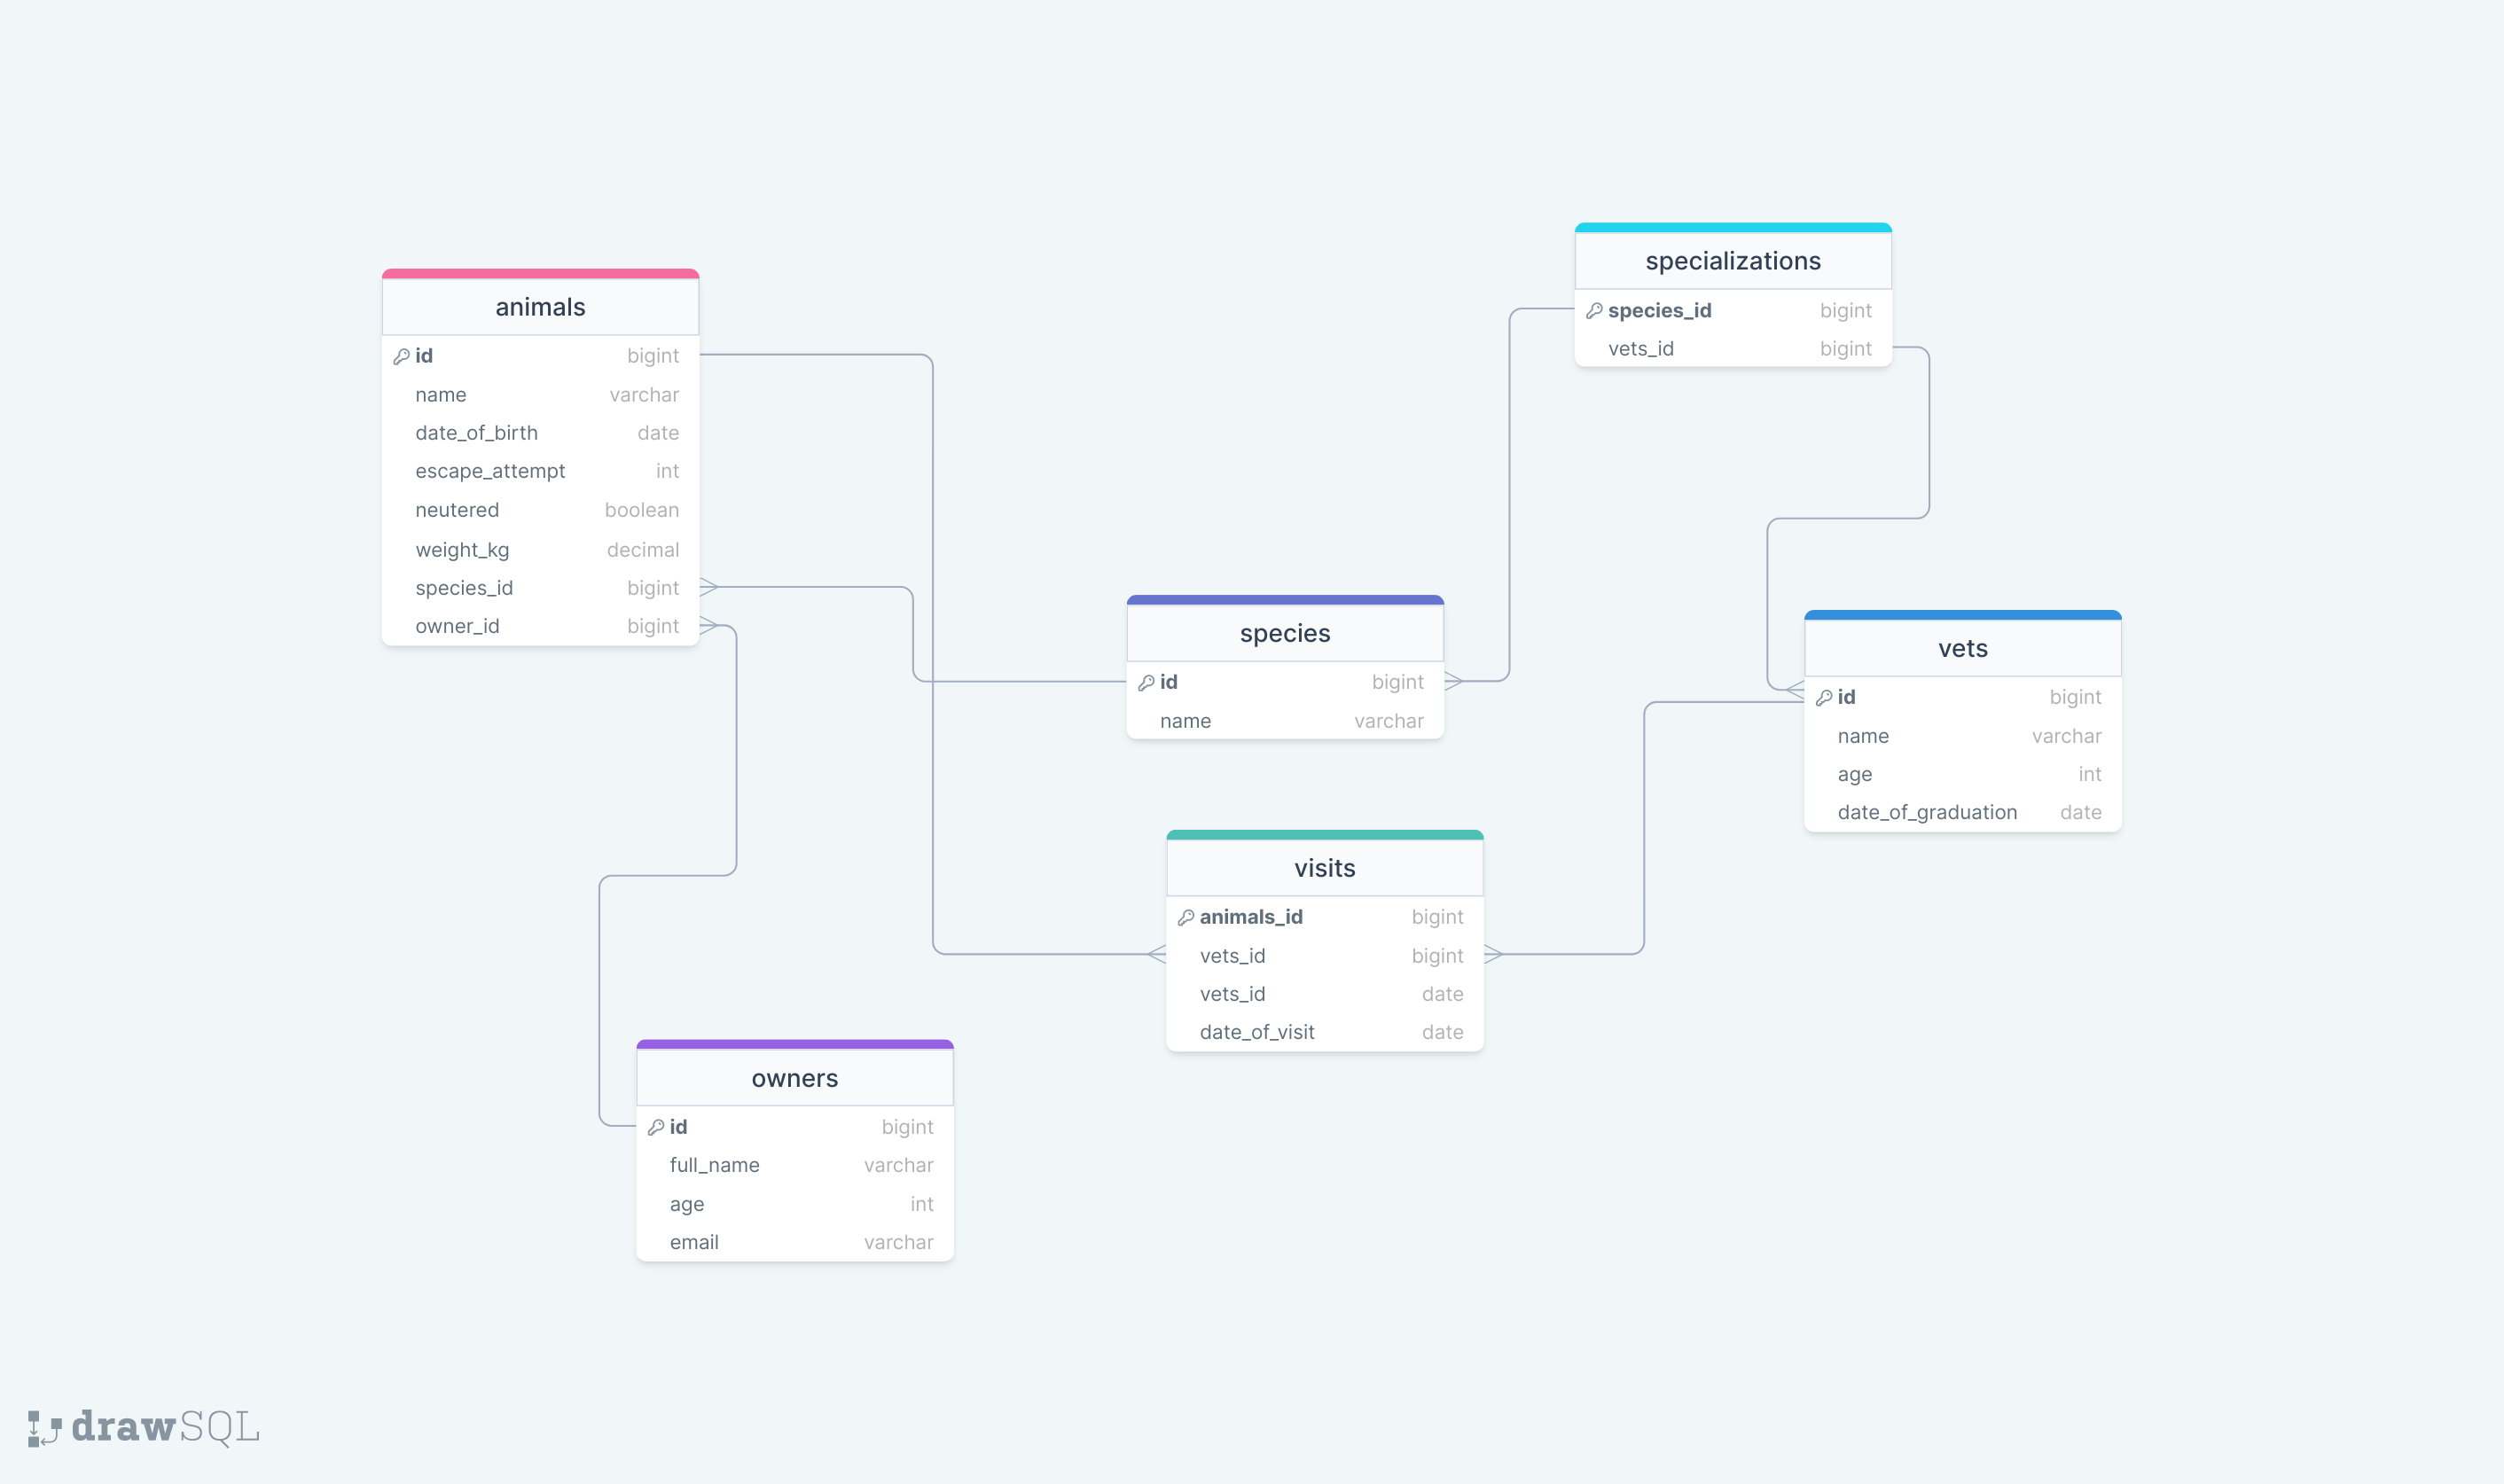 animals
id bigint
name varchar
date_of_birth date
escape_attempt int
neutered boolean
weight_kg decimal
species_id bigint
owner_id bigint
specializations
species_id bigint
vets_id bigint
species
id bigint
name varchar
vets
id bigint
name varchar
age int
date_of_graduation date
visits
animals_id bigint
vets_id bigint
vets_id date
date_of_visit date
owners
id bigint
full_name varchar
age int
email varchar
drawSQL